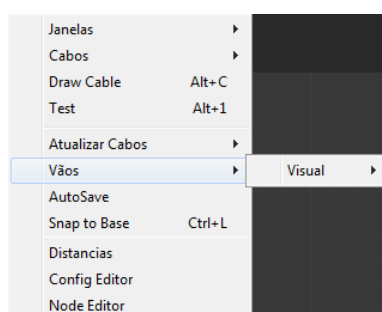 Janelas
Cabos
Draw Cable Alt+C
Test Alt+1
Atualizar Cabos
Vãos
Visual
AutoSave
Snap to Base Ctrl+L
Distancias
Config Editor
Node Editor